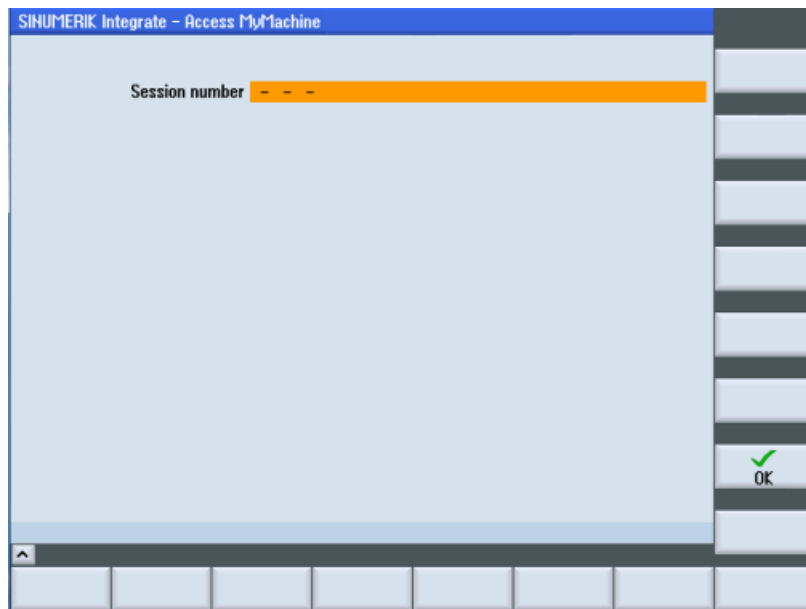 SINUMERIK Integrate - Access MyMachine
Session number - - -
OK